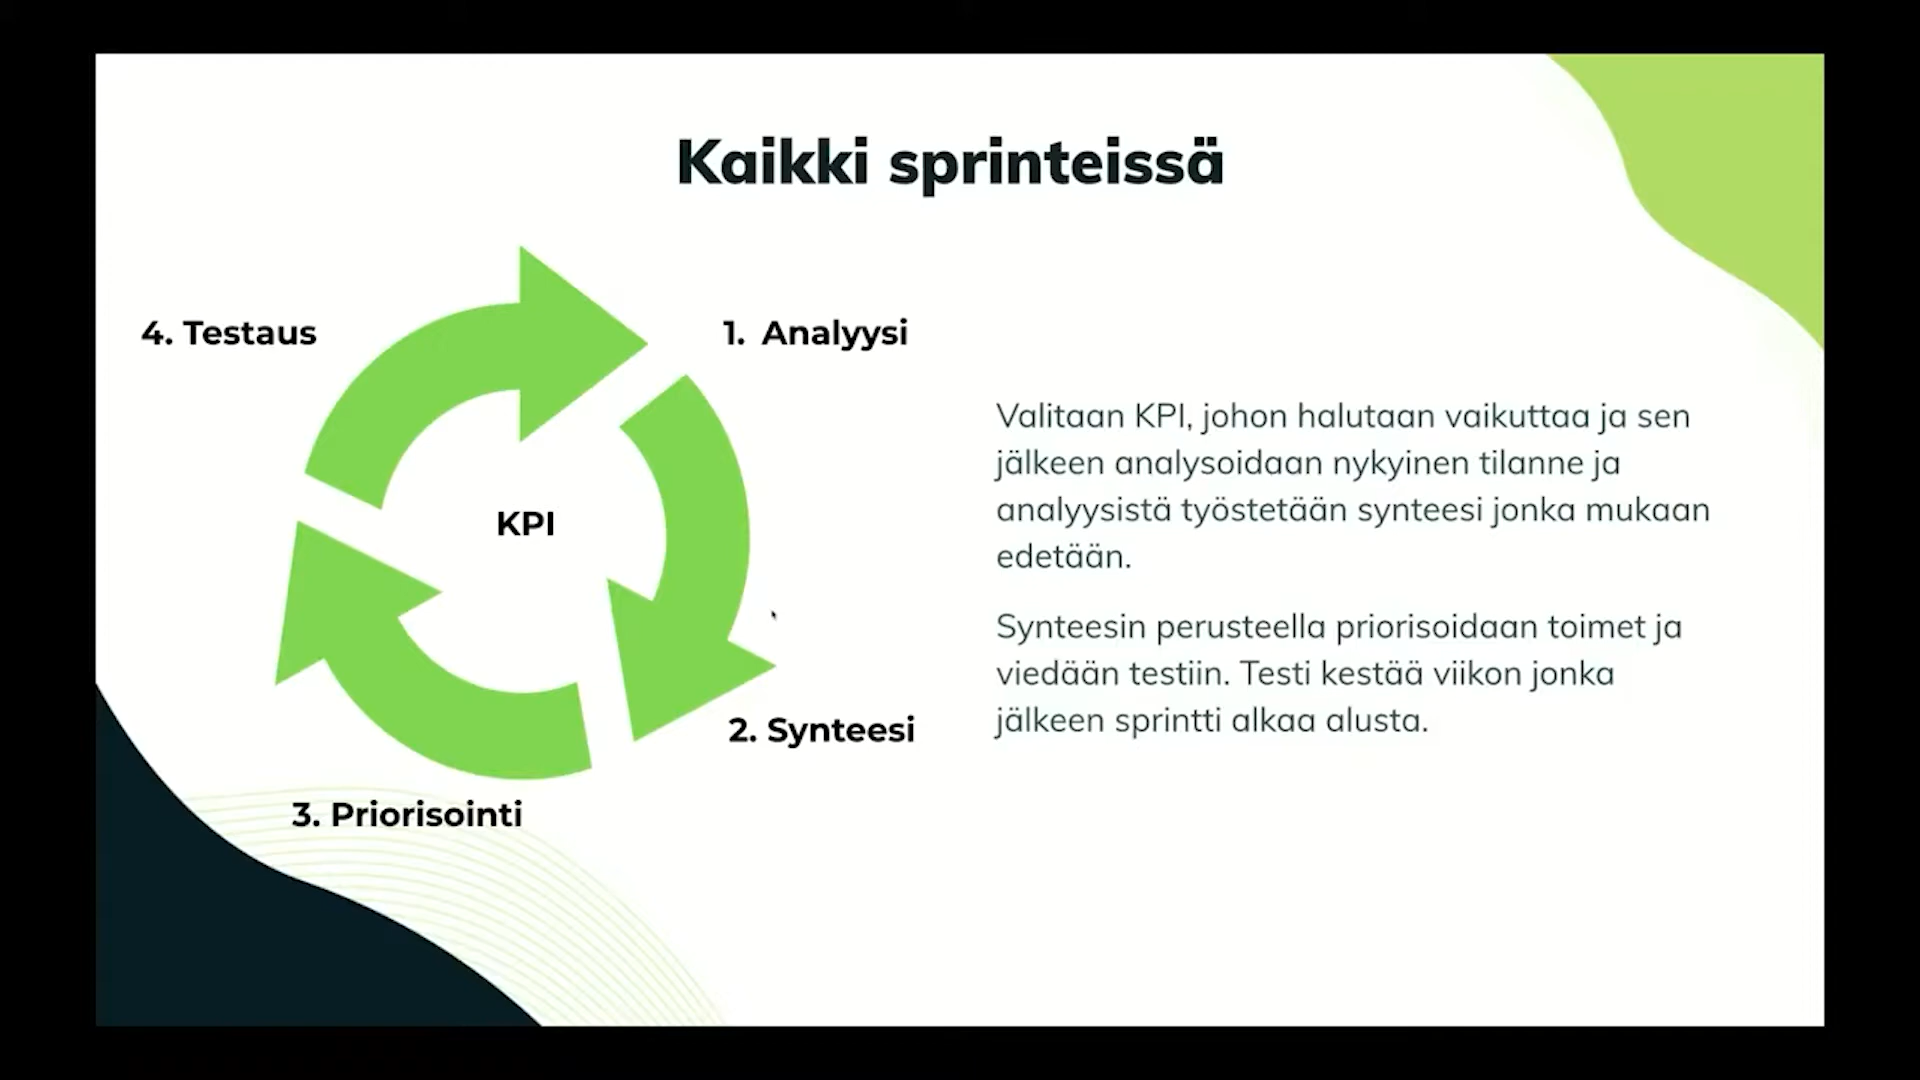 Kaikki sprinteissä
4. Testaus
1. Analyysi
KPI
2. Synteesi
3. Priorisointi
Valitaan KPI, johon halutaan vaikuttaa ja sen
jälkeen analysoidaan nykyinen tilanne ja
analyysistä työstetään synteesi jonka mukaan
edetään.
Synteesin perusteella priorisoidaan toimet ja
viedään testiin. Testi kestää viikon jonka
jälkeen sprintti alkaa alusta.